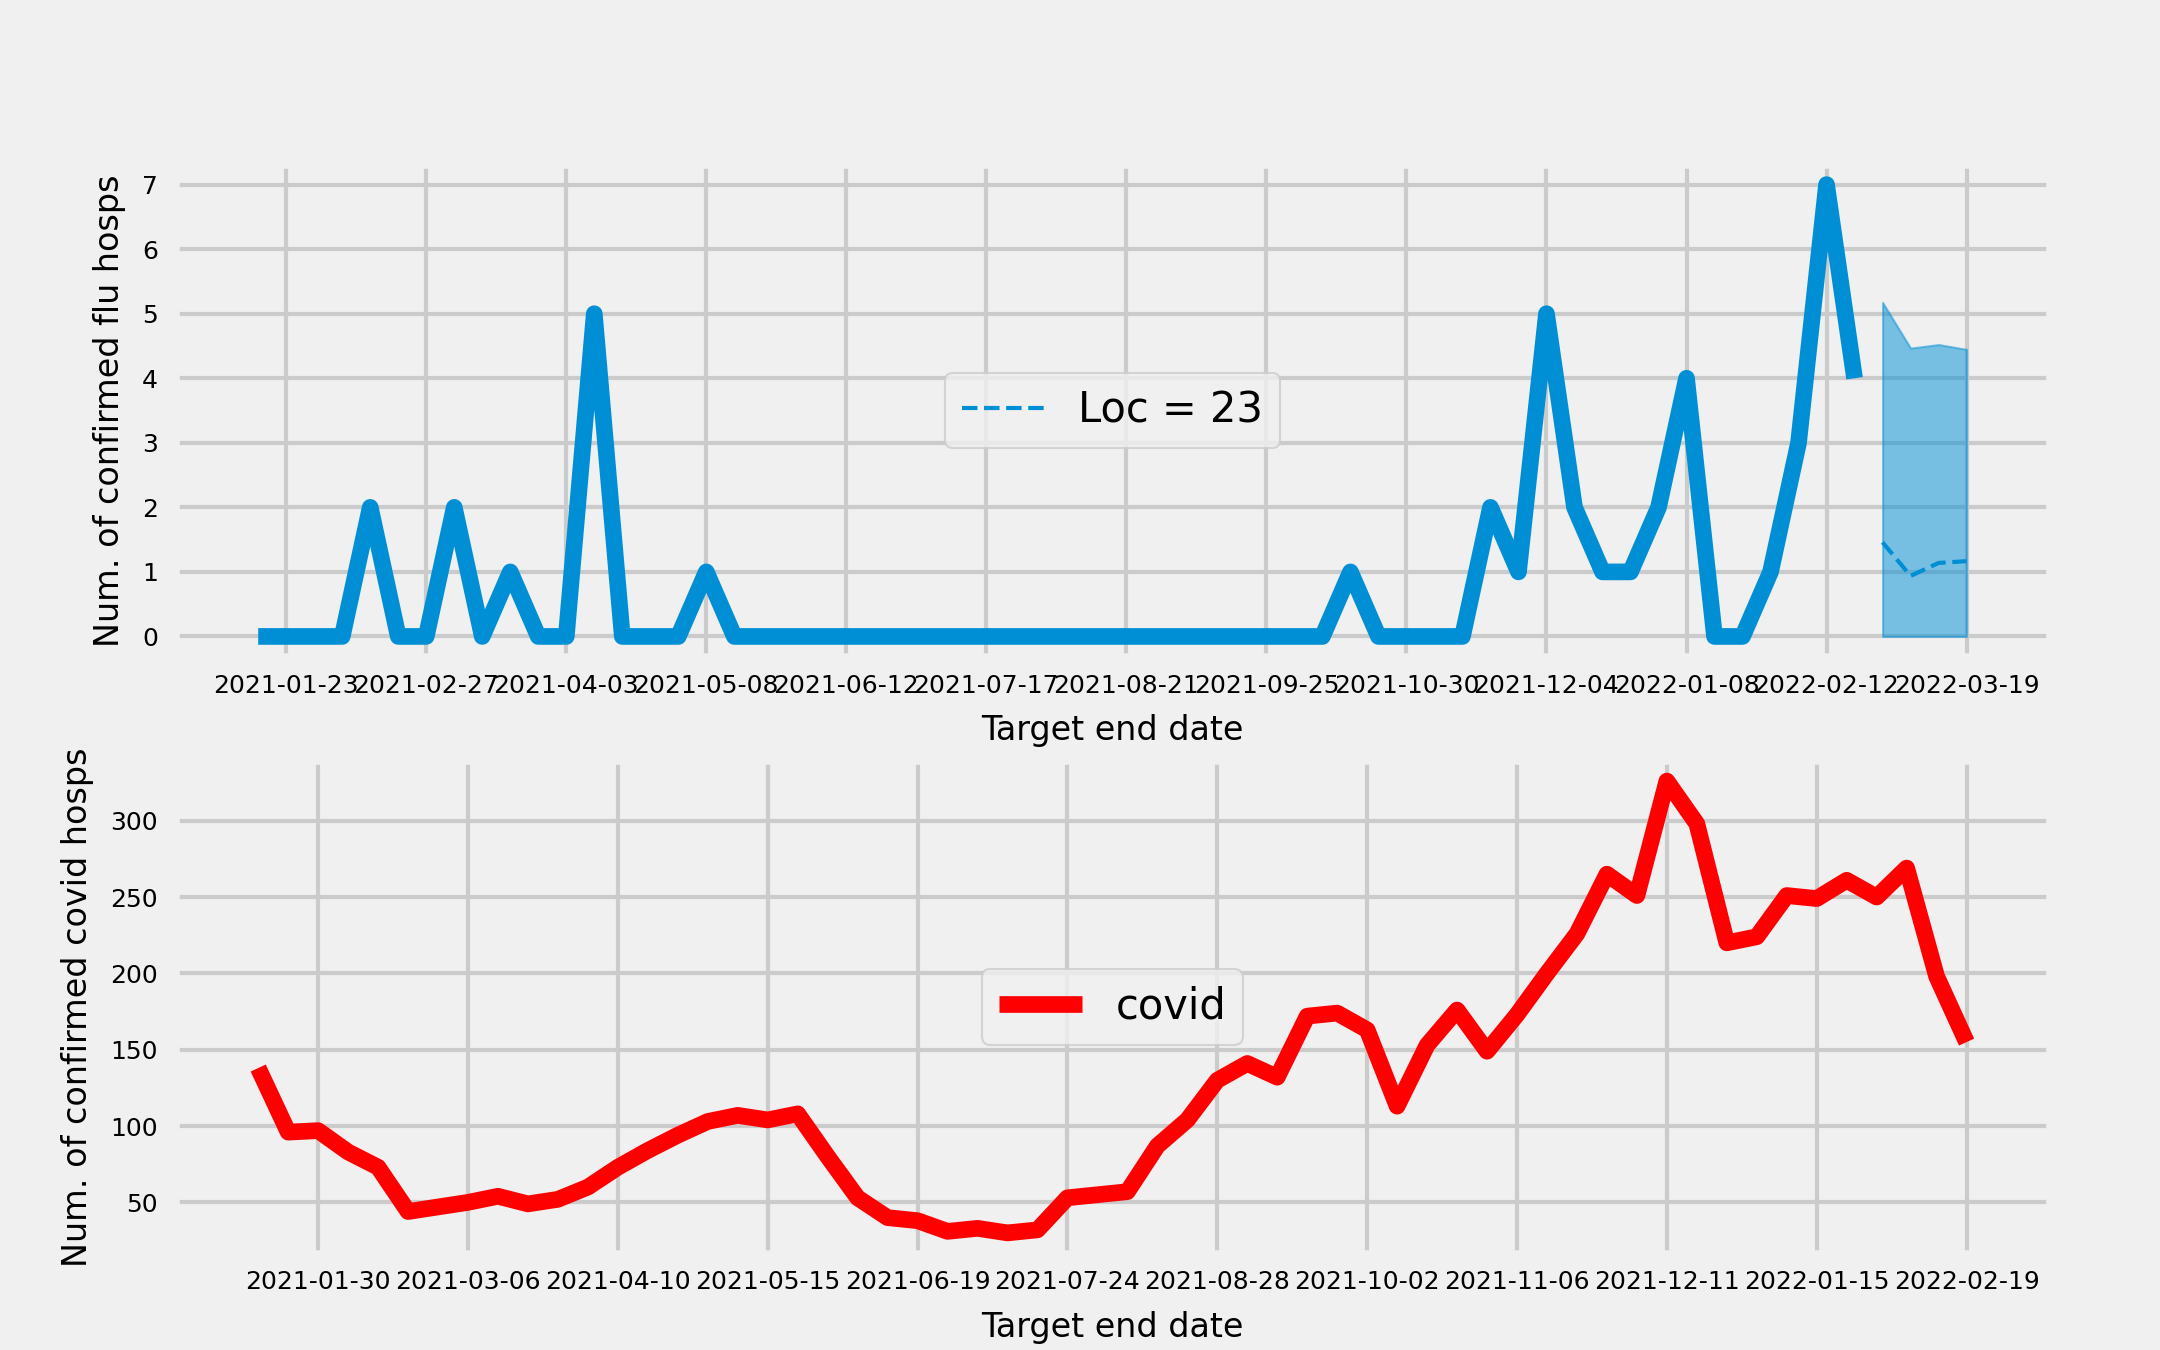 Num. of confirmed flu hosps
7
6
5
4
3
2
1
0
Loc = 23
2021-01-23 2021-02-27 2021-04-03 2021-05-08 2021-06-12 2021-07-17 2021-08-21 2021-09-25 2021-10-30 2021-12-04 2022-01-08 2022-02-12 2022-03-19
Target end date
Num. of confirmed covid hosps
300
250
200
150
100
50
covid
2021-01-30 2021-03-06 2021-04-10 2021-05-15 2021-06-19 2021-07-24 2021-08-28 2021-10-02 2021-11-06 2021-12-11 2022-01-15 2022-02-19
Target end date